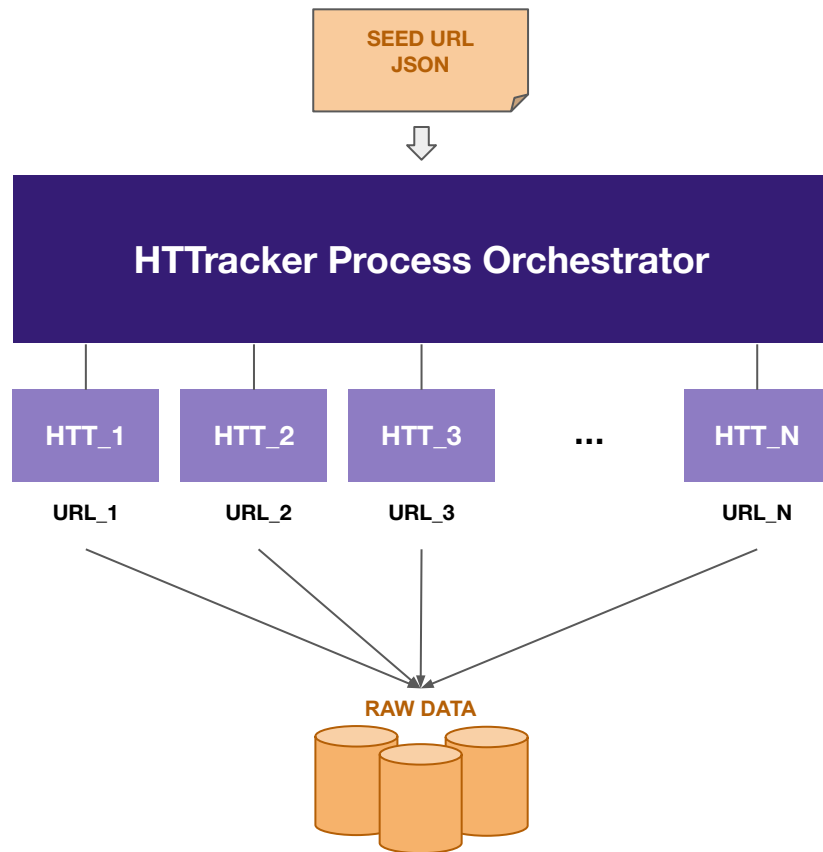 SEED URL
JSON
HTTracker Process Orchestrator
HTT_1
HTT_2
HTT_3
...
HTT_N
URL_1
URL_2
URL_3
URL_N
RAW DATA